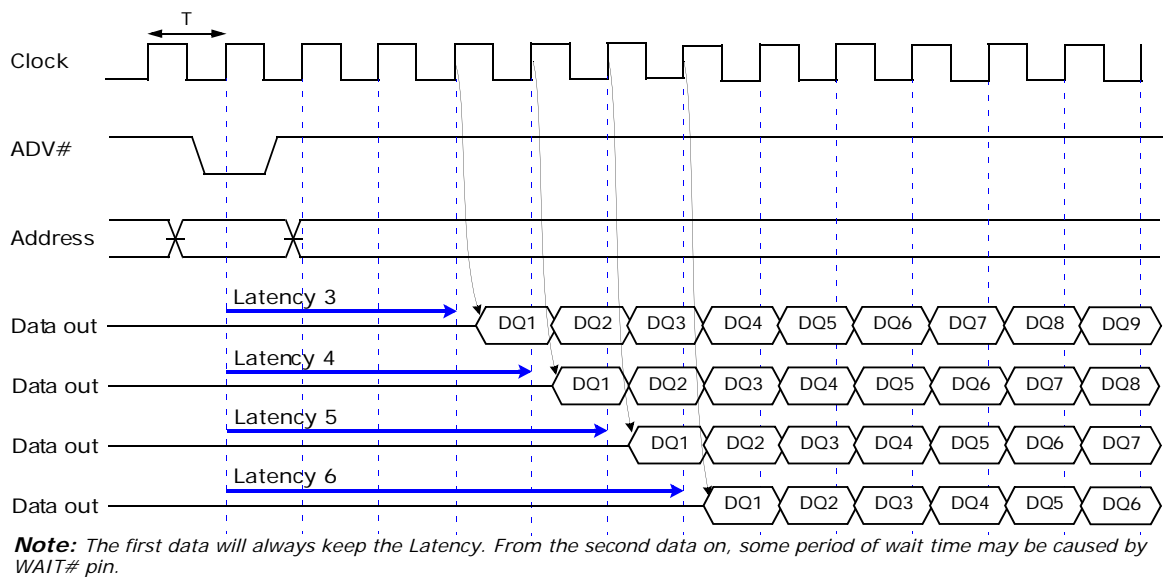 T
Clock
ADV#
Address
Latency 3
Data out DQ1 DQ2 DQ3 DQ4 DQ5 DQ6 DQ7 DQ8 DQ9
Latency 4
Data out DQ1 DQ2 DQ3 DQ4 DQ5 DQ6 DQ7 DQ8
Latency 5
Data out DQ1 DQ2 DQ3 DQ4 DQ5 DQ6 DQ7
Latency 6
Data out DQ1 DQ2 DQ3 DQ4 DQ5 DQ6
Note: The first data will always keep the Latency. From the second data on, some period of wait time may be caused by
WAIT# pin.